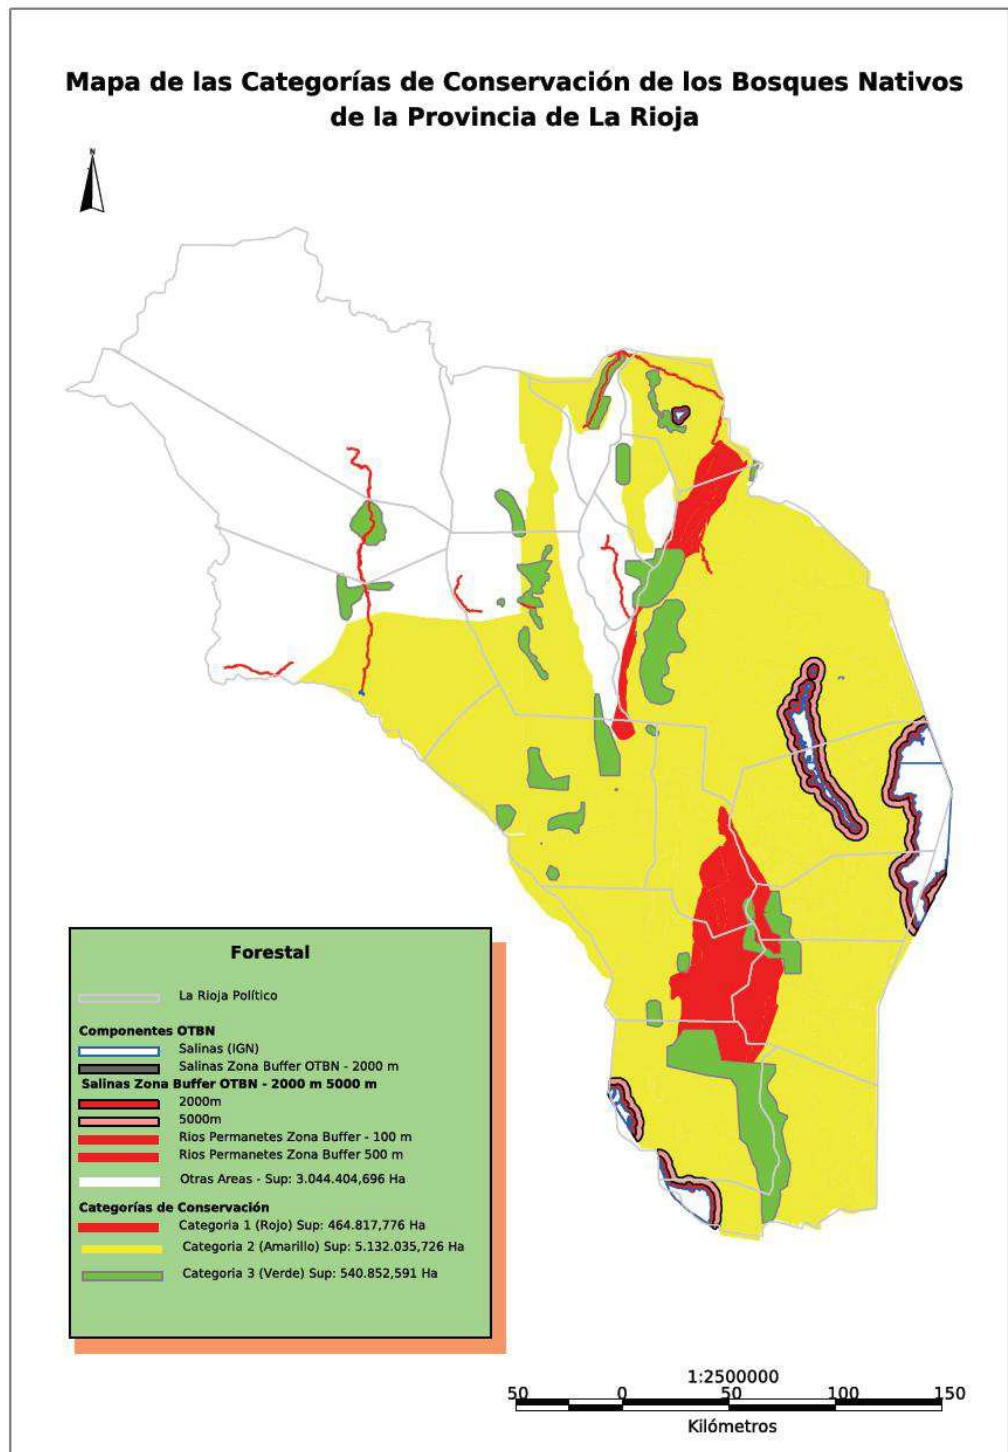 Mapa de las Categorías de Conservación de los Bosques Nativos
de la Provincia de La Rioja
N
Forestal
La Rioja Político
Componentes OTBN
Salinas (IGN)
Salinas Zona Buffer OTBN - 2000 m
Salinas Zona Buffer OTBN - 2000 m 5000 m
2000m
5000m
Rios Permanetes Zona Buffer - 100 m
Rios Permanetes Zona Buffer 500 m
Otras Areas - Sup: 3.044.404,696 Ha
Categorías de Conservación
Categoria 1 (Rojo) Sup: 464.817,776 Ha
Categoria 2 (Amarillo) Sup: 5.132.035,726 Ha
Categoria 3 (Verde) Sup: 540.852,591 Ha
1:2500000
50 0 50 100 150
Kilómetros